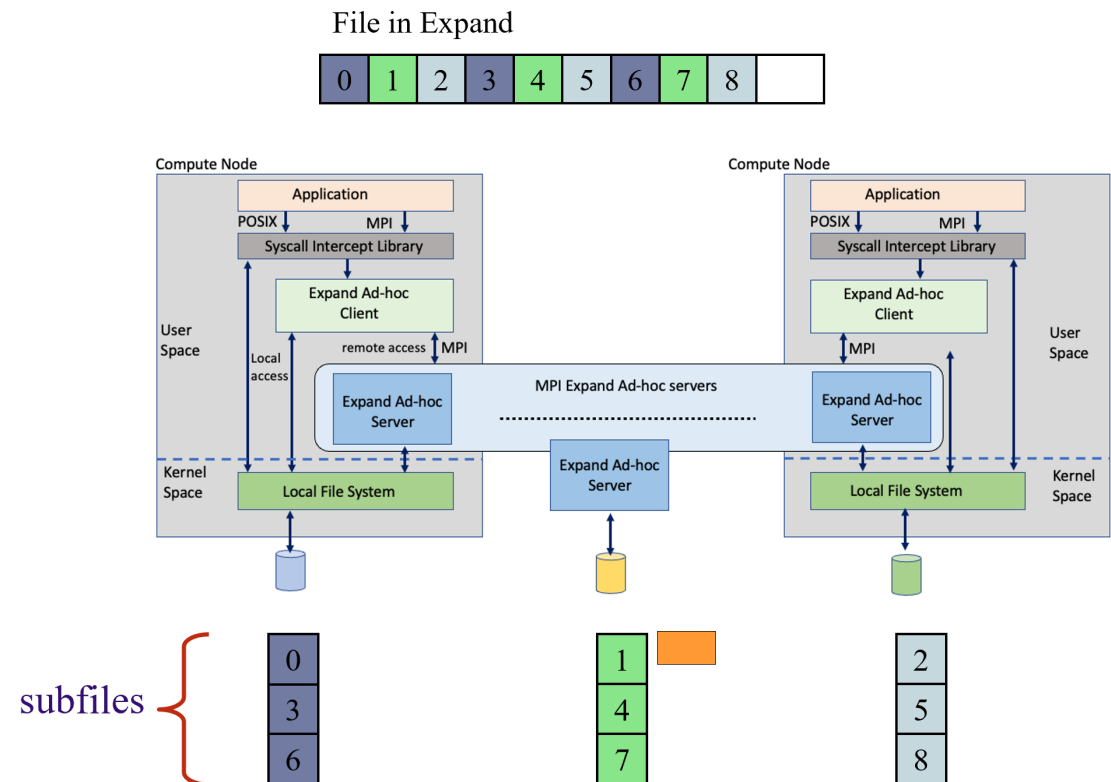 File in Expand
0 1 2 3 4 5 6 7 8
Compute Node
Application
POSIX
MPI
Syscall Intercept Library
Expand Ad-hoc
Client
User
Space
Local
access
remote access
MPI
Expand Ad-hoc
Server
Kernel
Space
Local File System
MPI Expand Ad-hoc servers
Expand Ad-hoc
Server
Compute Node
Application
POSIX
MPI
Syscall Intercept Library
Expand Ad-hoc
Client
User
Space
MPI
Expand Ad-hoc
Server
Kernel
Space
Local File System
subfiles
0
3
6
1
4
7
2
5
8